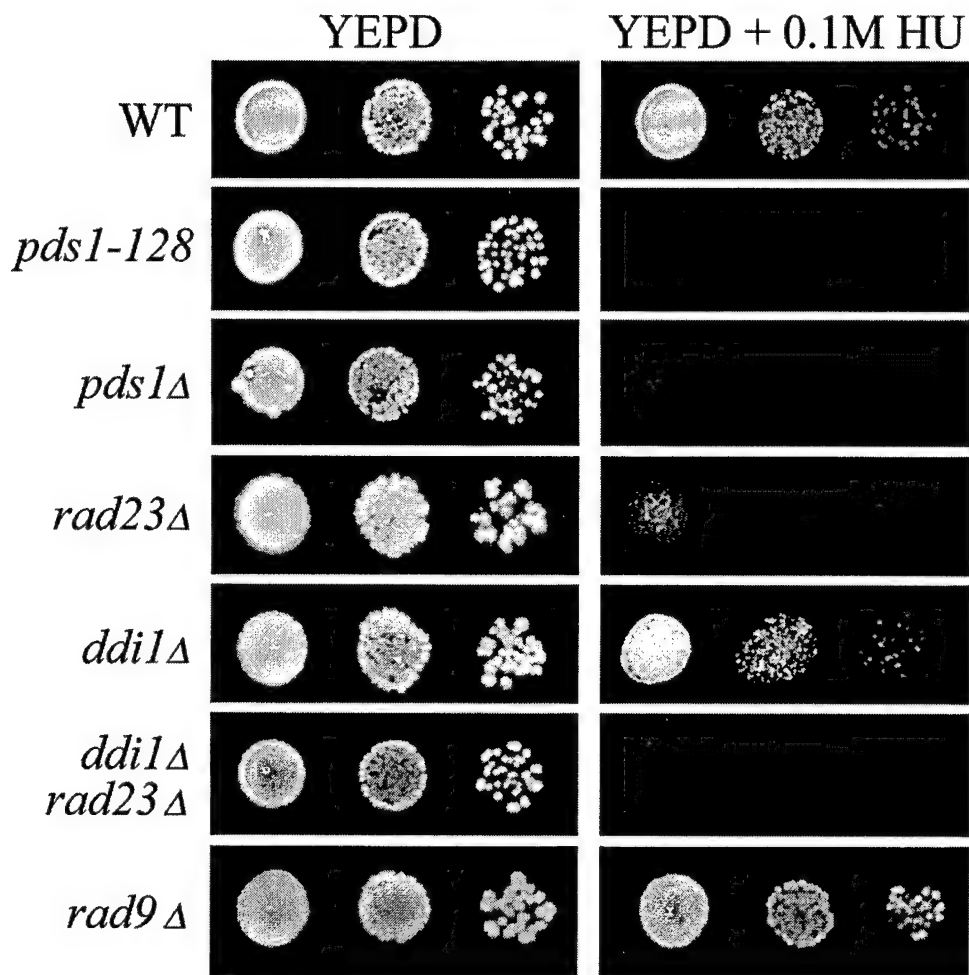 YEPD
YEPD + 0.1M HU
WT
pds1-128
pds1Δ
rad23Δ
ddi1Δ
ddi1Δ
rad23Δ
rad9Δ